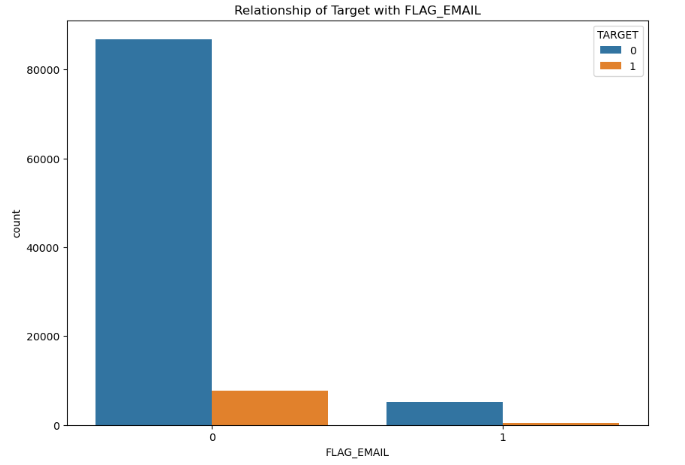 Relationship of Target with FLAG_EMAIL
TARGET
0
1
80000
60000
40000
20000
0
count
0
1
FLAG_EMAIL